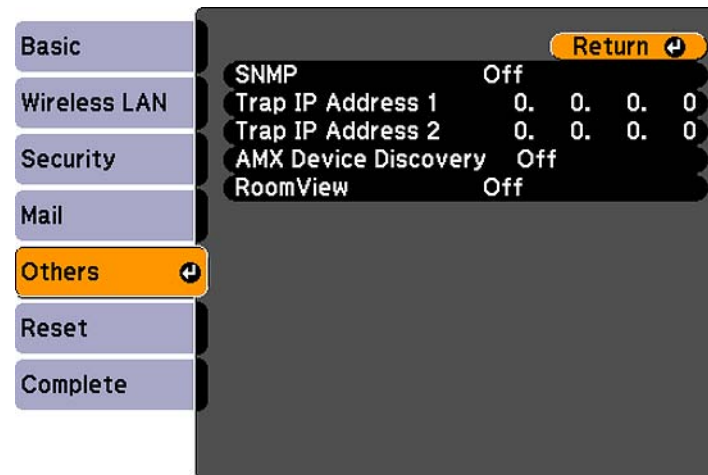 Basic
Wireless LAN
Security
Mail
Others
Reset
Complete
Return
SNMP Off
Trap IP Address 1 0. 0. 0. 0
Trap IP Address 2 0. 0. 0. 0
AMX Device Discovery Off
RoomView Off